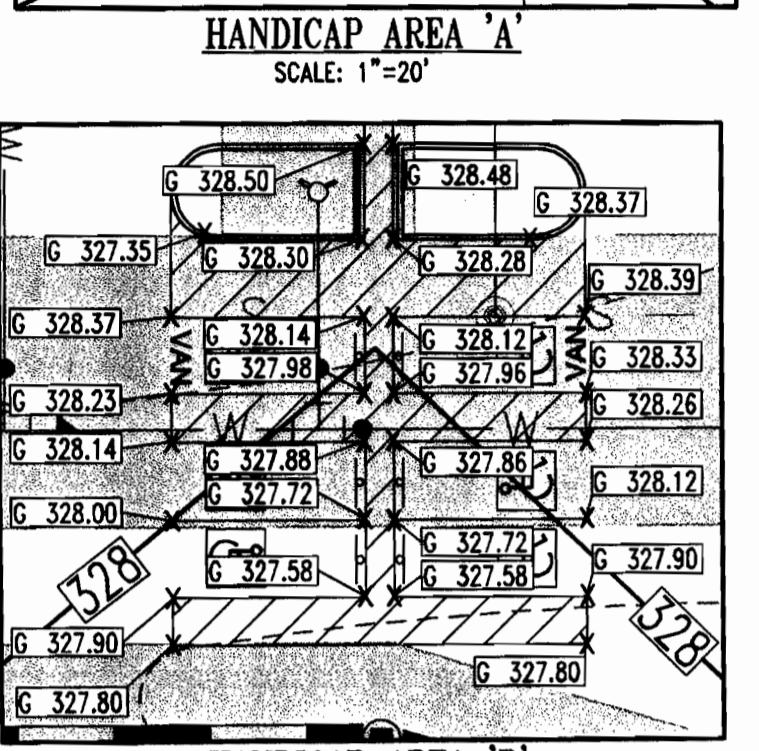 HANDICAP AREA 'A'
SCALE: 1"=20'
G 328.50
G 328.48
G 328.37
G 327.35
G 328.30
G 328.28
G 328.39
G 328.37
G 328.14
G 328.12
VAN
VAN
G 327.98
G 327.96
G 328.33
G 328.23
G 328.26
W
W
G 328.14
G 327.88
G 327.86
G 327.72
G 328.12
G 328.00
G 327.72
G 327.58
G 327.58
G 327.90
328
328
G 327.90
G 327.80
G 327.80